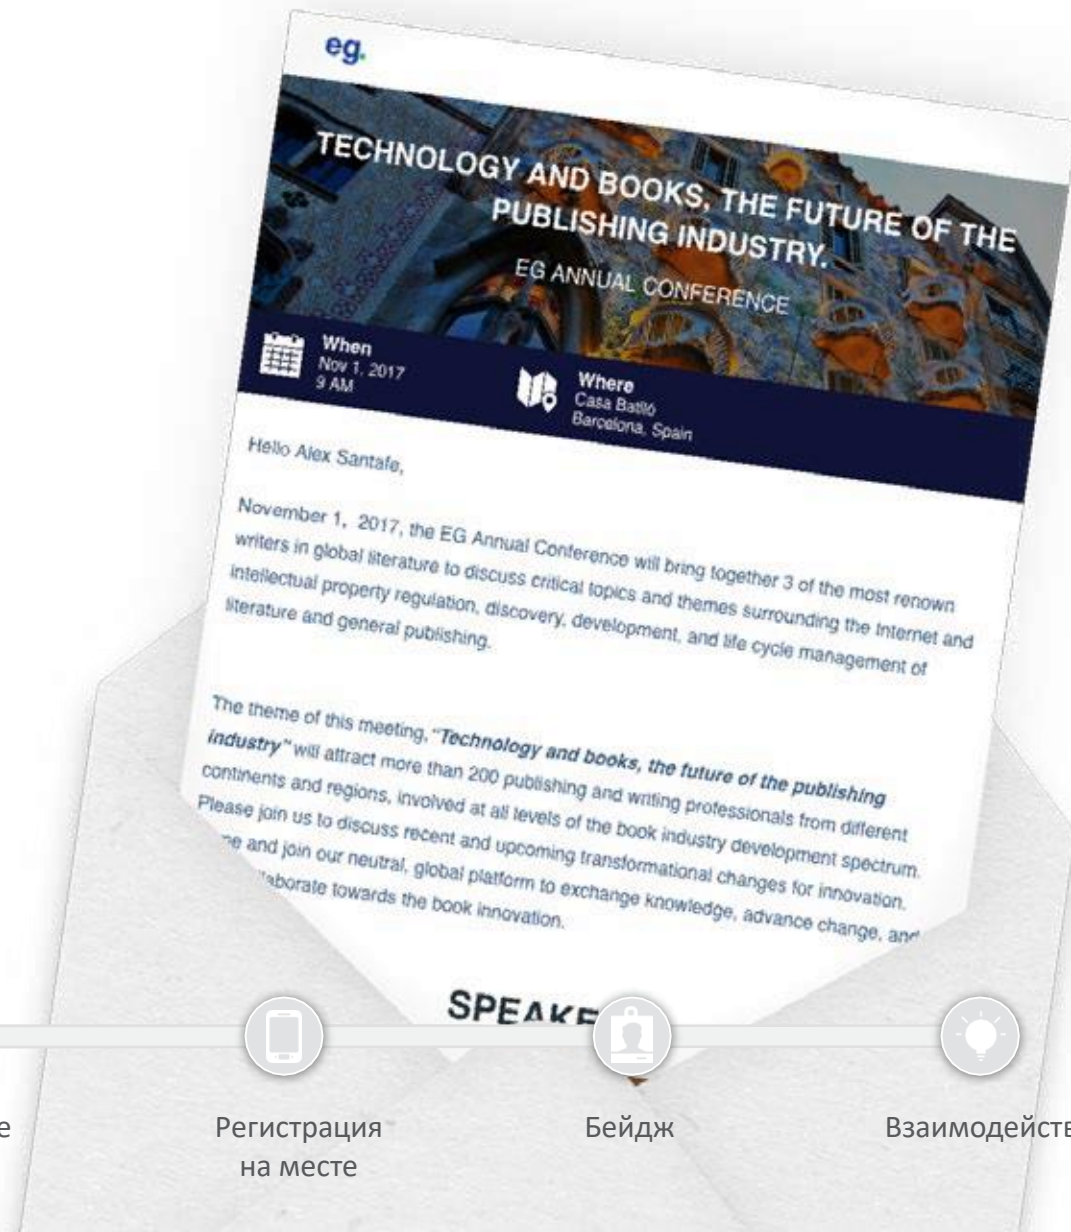 eg.
TECHNOLOGY AND BOOKS, THE FUTURE OF THE
PUBLISHING INDUSTRY.
EG ANNUAL CONFERENCE
When
Nov 1, 2017
9 AM
Where
Casa Batlló
Barcelona, Spain
Hello Alex Santafe,
November 1, 2017, the EG Annual Conference will bring together 3 of the most renown
writers in global literature to discuss critical topics and themes surrounding the Internet and
intellectual property regulation, discovery, development, and life cycle management of
literature and general publishing.
The theme of this meeting, "Technology and books, the future of the publishing
industry" will attract more than 200 publishing and writing professionals from different
continents and regions, involved at all levels of the book industry development spectrum.
Please join us to discuss recent and upcoming transformational changes for innovation.
and join our neutral, global platform to exchange knowledge, advance change, and
aborate towards the book innovation.
SPEAKE
е
Регистрация
на месте
Бейдж
Взаимодейств